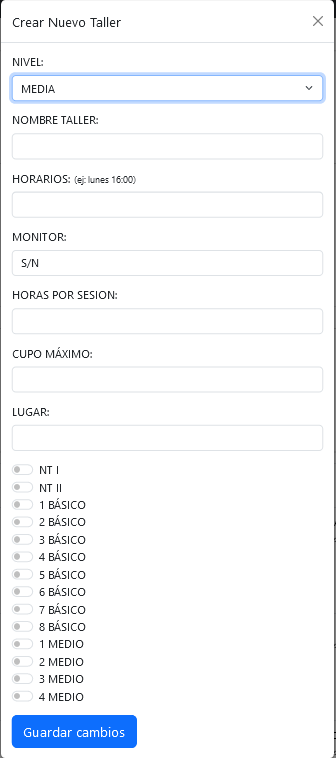 Crear Nuevo Taller
NIVEL:
MEDIA
NOMBRE TALLER:
HORARIOS: (ej: lunes 16:00)
MONITOR:
S/N
HORAS POR SESION:
CUPO MÁXIMO:
LUGAR:
NT I
NT II
1 BÁSICO
2 BÁSICO
3 BÁSICO
4 BÁSICO
5 BÁSICO
6 BÁSICO
7 BÁSICO
8 BÁSICO
1 MEDIO
2 MEDIO
3 MEDIO
4 MEDIO
Guardar cambios